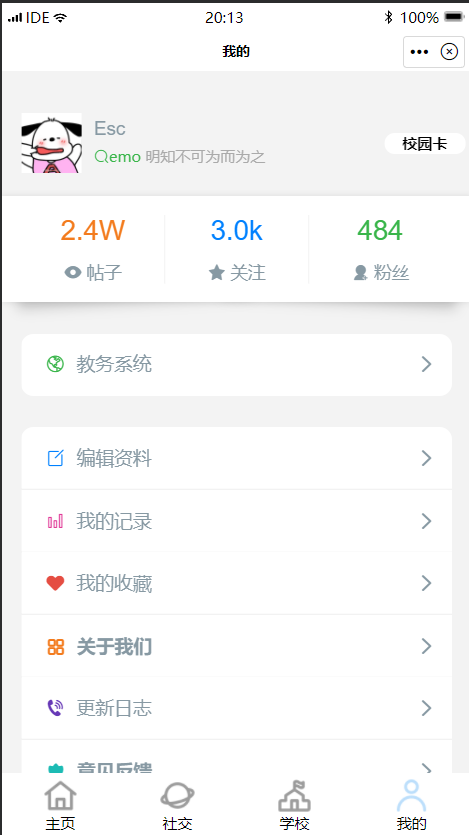 IDE 20:13 100%
我的
Esc
emo 明知不可为而为之
校园卡
2.4W 3.0k 484
帖子 关注 粉丝
教务系统
编辑资料
我的记录
我的收藏
关于我们
更新日志
意见反馈
主页 社交 学校 我的